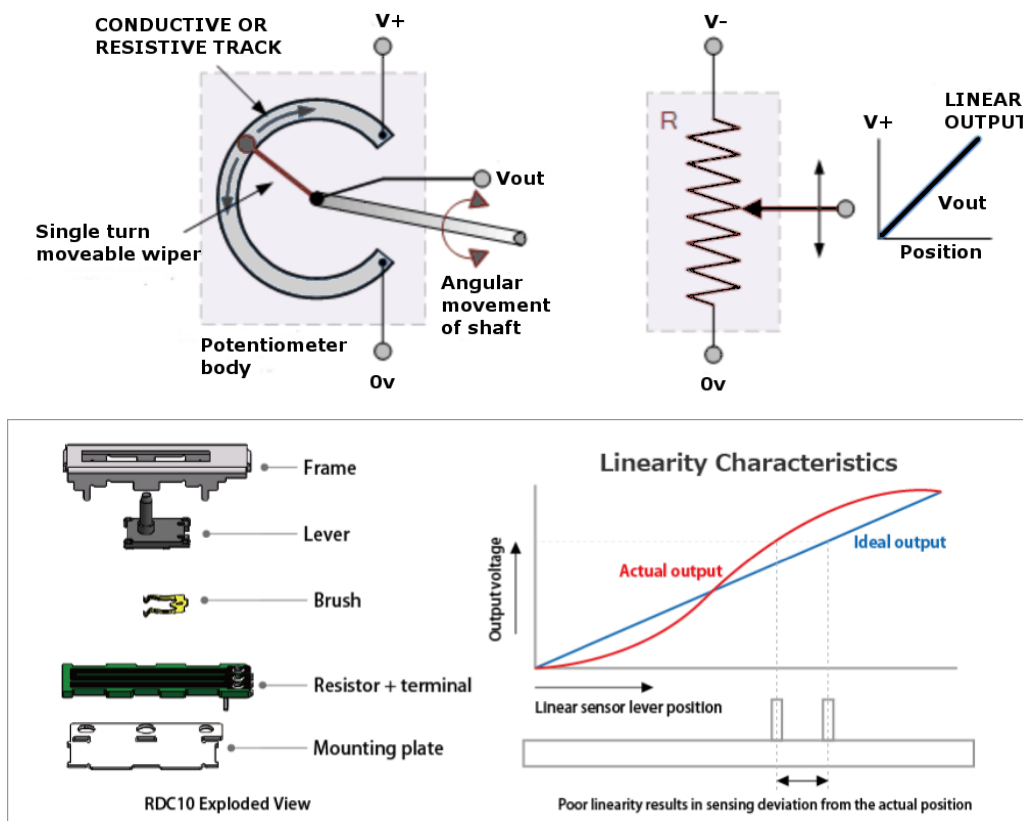 CONDUCTIVE OR
RESISTIVE TRACK
V+
Vout
Single turn
moveable wiper
Angular
movement
of shaft
Potentiometer
body
0v
V-
R
0v
LINEAR
OUTPUT
V+
Vout
Position
Frame
Lever
Brush
Resistor + terminal
Mounting plate
RDC10 Exploded View
Linearity Characteristics
Output voltage
Actual output
Ideal output
Linear sensor lever position
Poor linearity results in sensing deviation from the actual position